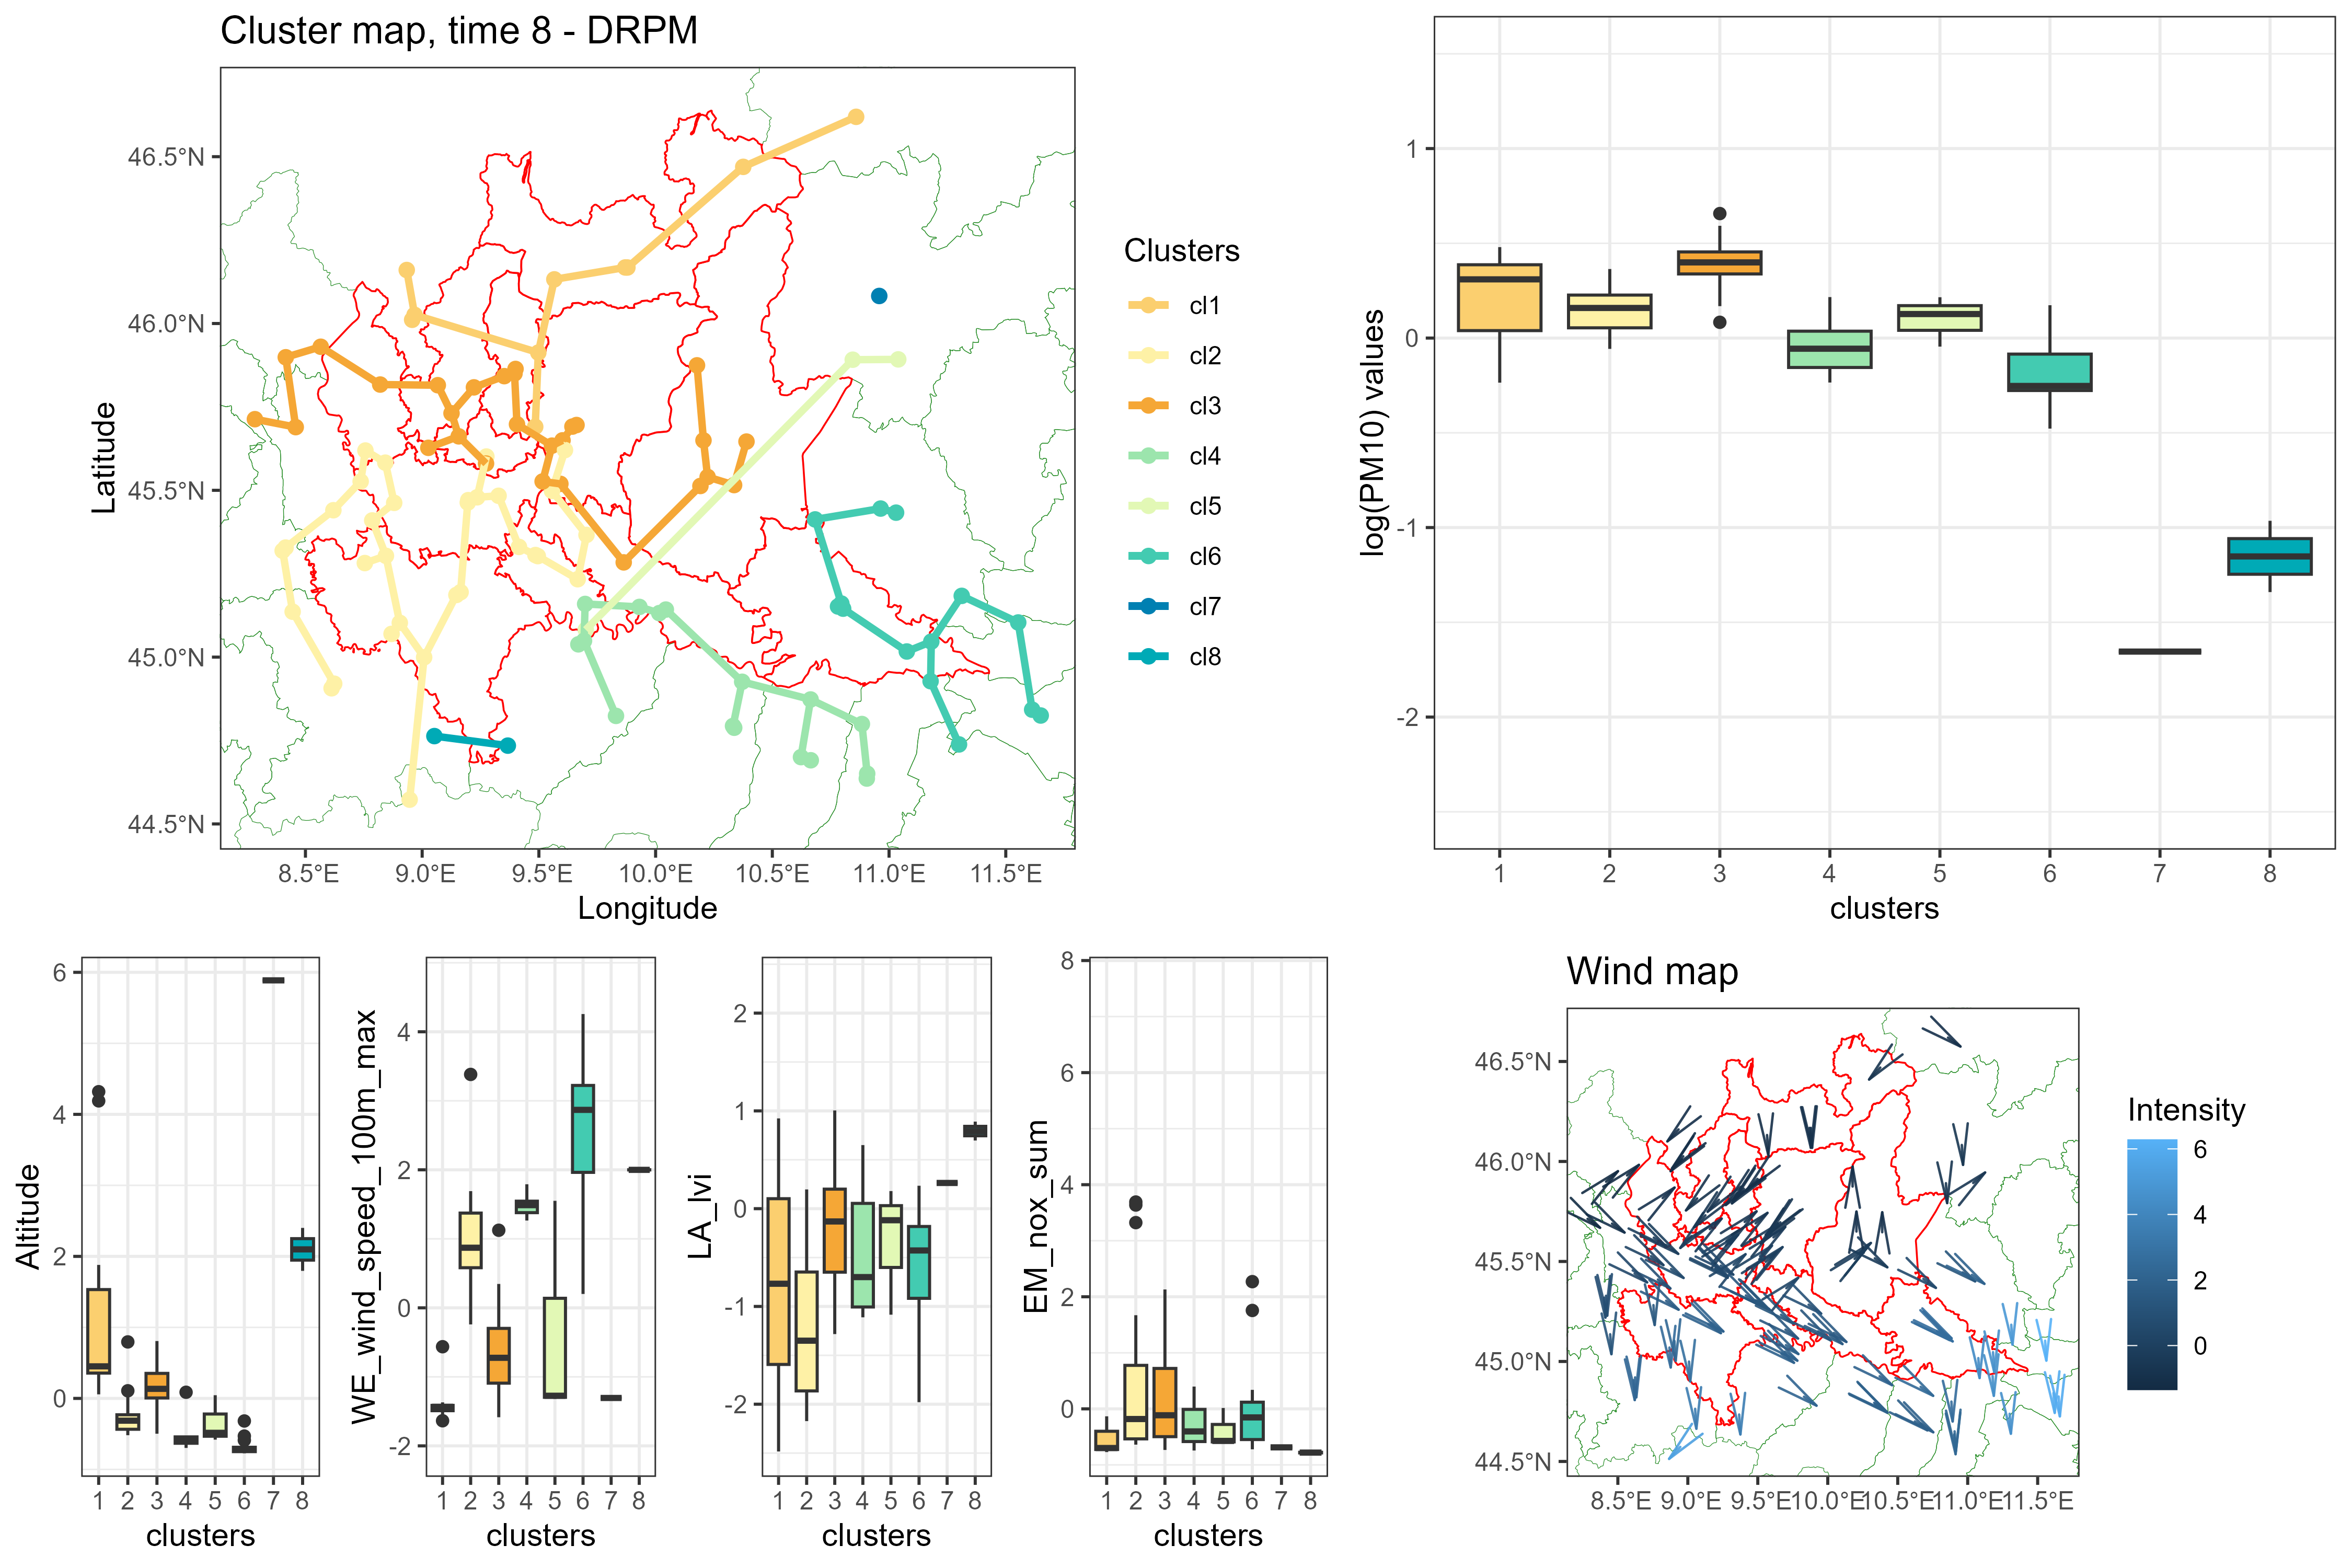 Cluster map, time 8 - DRPM
46.5°N
46.0°N
45.5°N
45.0°N
44.5°N
Latitude
8.5°E 9.0°E 9.5°E 10.0°E 10.5°E 11.0°E 11.5°E
Longitude
Clusters
cl1
cl2
cl3
cl4
cl5
cl6
cl7
cl8
log(PM10) values
1
0
-1
-2
1 2 3 4 5 6 7 8
clusters
Altitude
6
4
2
0
1 2 3 4 5 6 7 8
clusters
WE_wind_speed_100m_max
4
2
0
-2
1 2 3 4 5 6 7 8
clusters
LA_lvi
2
1
0
-1
-2
1 2 3 4 5 6 7 8
clusters
EM_nox_sum
8
6
4
2
0
1 2 3 4 5 6 7 8
clusters
Wind map
46.5°N
46.0°N
45.5°N
45.0°N
44.5°N
8.5°E 9.0°E 9.5°E 10.0°E 10.5°E 11.0°E 11.5°E
Intensity
6
4
2
0